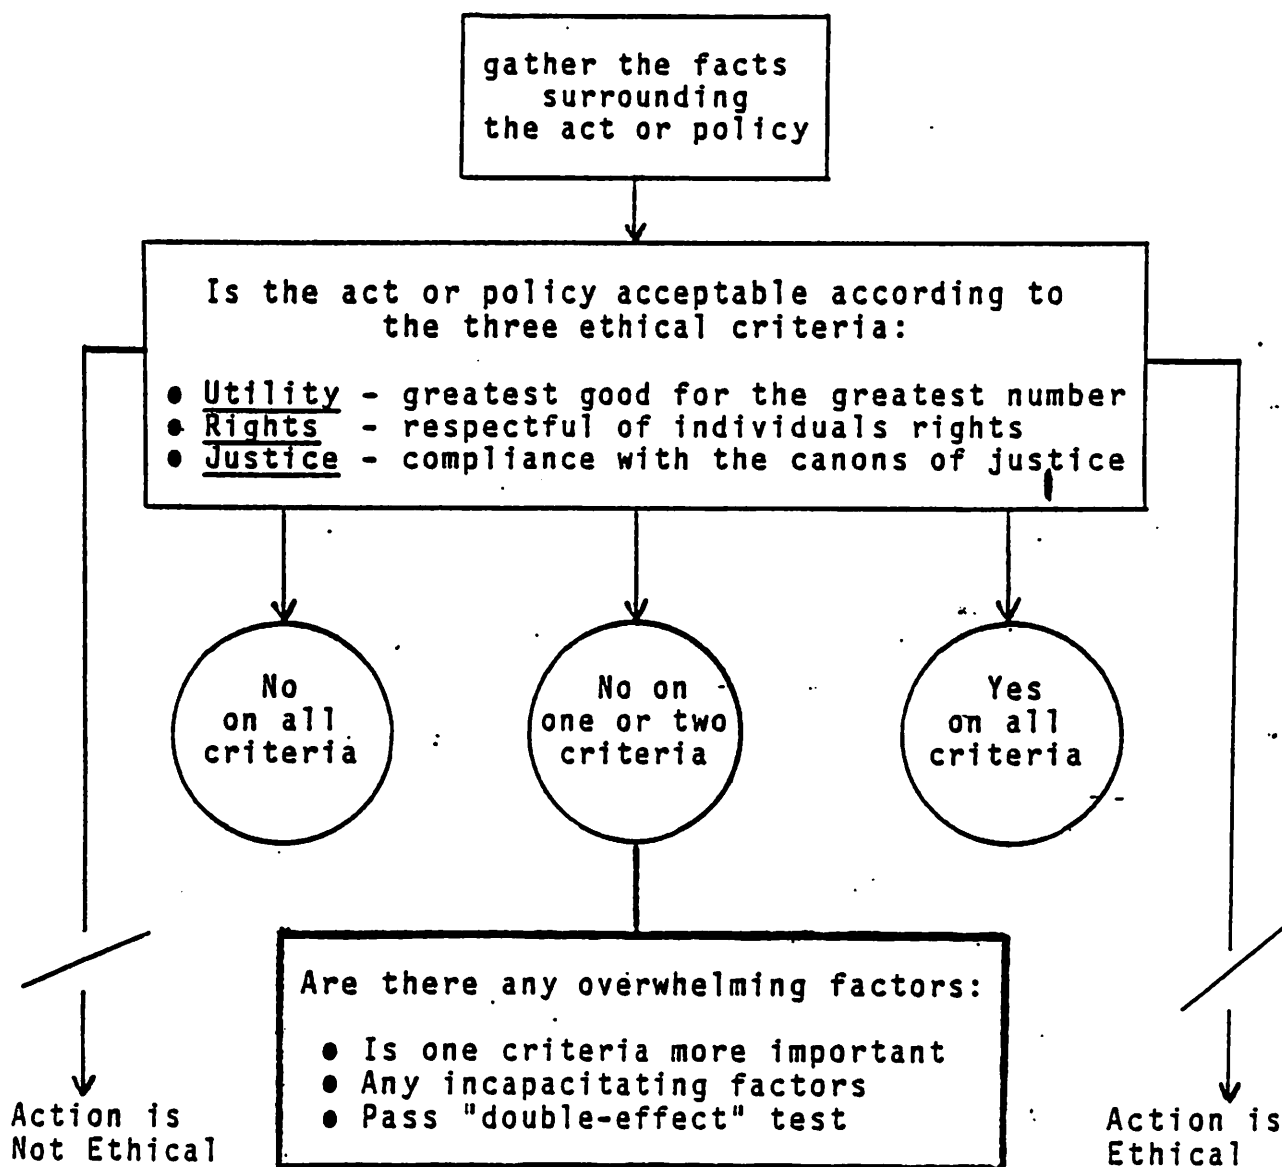 gather the facts
surrounding
the act or policy
Is the act or policy acceptable according to
the three ethical criteria:
● Utility - greatest good for the greatest number
● Rights - respectful of individuals rights
● Justice - compliance with the canons of justice
No
on all
criteria
No on
one or two
criteria
Yes
on all
criteria
Are there any overwhelming factors:
● Is one criteria more important
● Any incapacitating factors
● Pass "double-effect" test
Action is
Not Ethical
Action is
Ethical